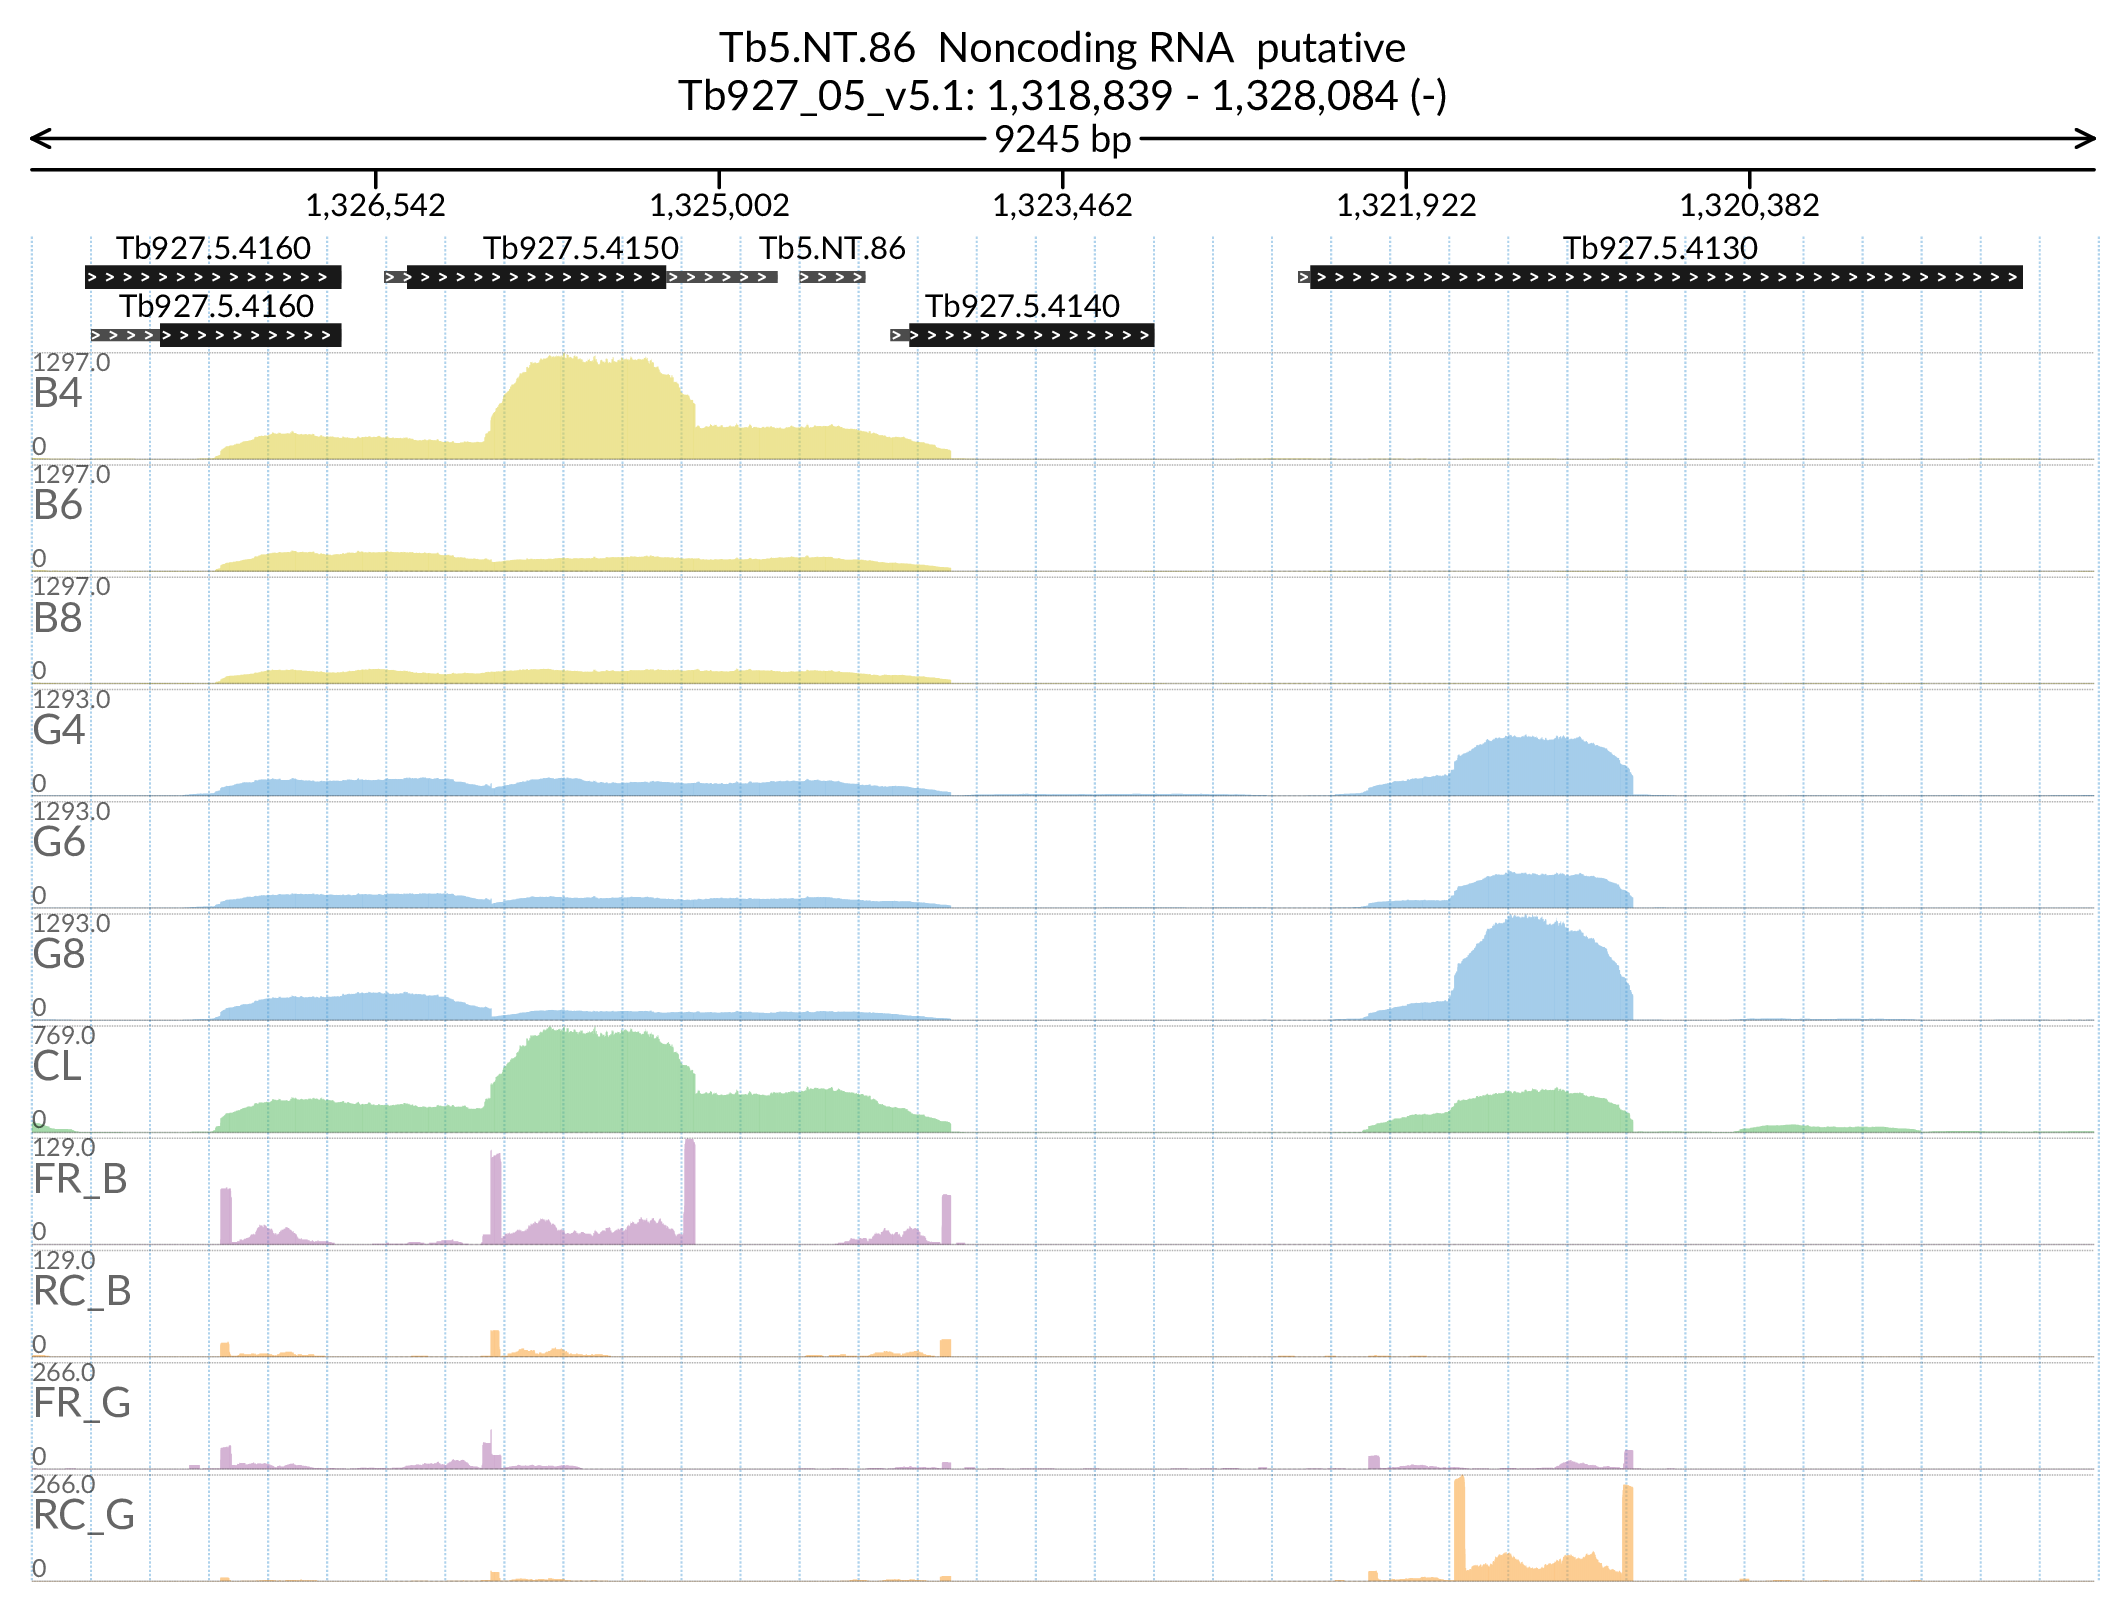 Tb5.NT.86  Noncoding RNA  putative
Tb927_05_v5.1: 1,318,839 - 1,328,084 (-)
9245 bp
1,326,542 1,325,002 1,323,462 1,321,922 1,320,382
Tb927.5.4160 Tb927.5.4150 Tb5.NT.86 Tb927.5.4130
Tb927.5.4160 Tb927.5.4140
1297.0
B4
0
1297.0
B6
0
1297.0
B8
0
1293.0
G4
0
1293.0
G6
0
1293.0
G8
0
769.0
CL
0
129.0
FR_B
0
129.0
RC_B
0
266.0
FR_G
0
266.0
RC_G
0